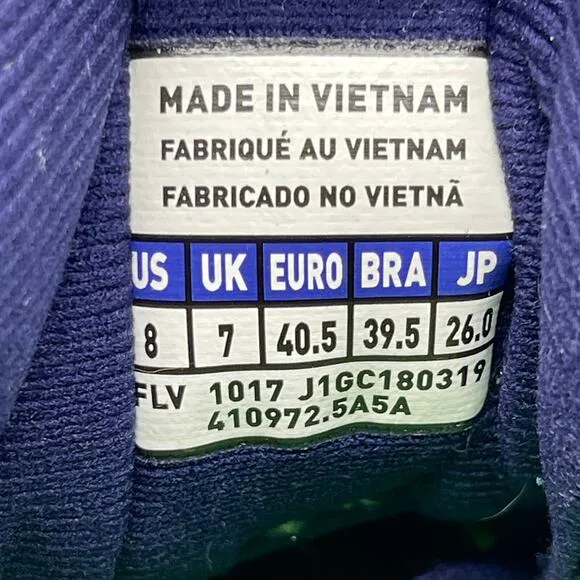 MADE IN VIETNAM
FABRIQUÉ AU VIETNAM
FABRICADO NO VIETNÃ
US UK EURO BRA JP
8 7 40.5 39.5 26.0
FLV 1017 J1GC180319
410972.5A5A